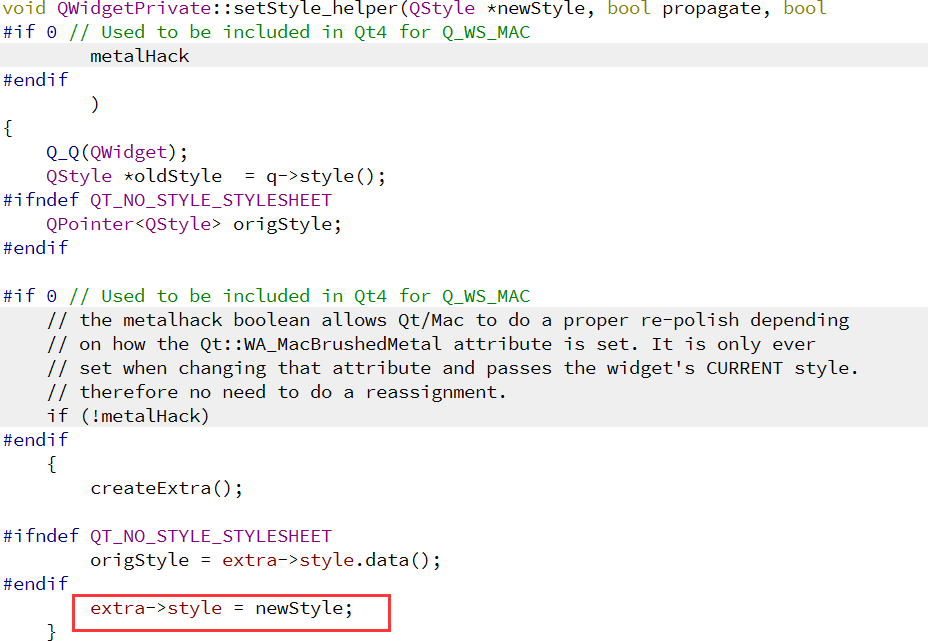 void QWidgetPrivate::setStyle_helper(QStyle *newStyle, bool propagate, bool
#if 0 // Used to be included in Qt4 for Q_WS_MAC
        metalHack
#endif
        )
{
    Q_Q(QWidget);
    QStyle *oldStyle  = q->style();
#ifndef QT_NO_STYLE_STYLESHEET
    QPointer<QStyle> origStyle;
#endif

#if 0 // Used to be included in Qt4 for Q_WS_MAC
    // the metalhack boolean allows Qt/Mac to do a proper re-polish depending
    // on how the Qt::WA_MacBrushedMetal attribute is set. It is only ever
    // set when changing that attribute and passes the widget's CURRENT style.
    // therefore no need to do a reassignment.
    if (!metalHack)
#endif
    {
        createExtra();

#ifndef QT_NO_STYLE_STYLESHEET
        origStyle = extra->style.data();
#endif
        extra->style = newStyle;
    }